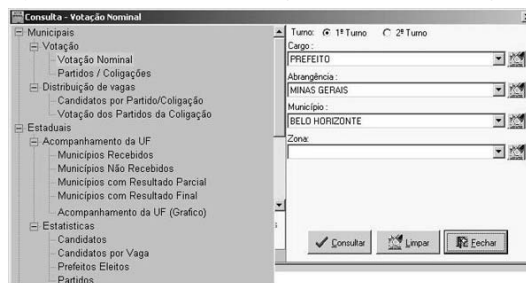 Consulta - Votação Nominal
Municipais
Votação
Votação Nominal
Partidos / Coligações
Distribuição de vagas
Candidatos por Partido/Coligação
Votação dos Partidos da Coligação
Estaduais
Acompanhamento da UF
Municípios Recebidos
Municípios Não Recebidos
Municípios com Resultado Parcial
Municípios com Resultado Final
Acompanhamento da UF (Grafico)
Estatisticas
Candidatos
Candidatos por Vaga
Prefeitos Eleitos
Partidos
Turno: 1º Turno 2º Turno
Cargo :
PREFEITO
Abrangência :
MINAS GERAIS
Município :
BELO HORIZONTE
Zona:
Consultar Limpar Fechar